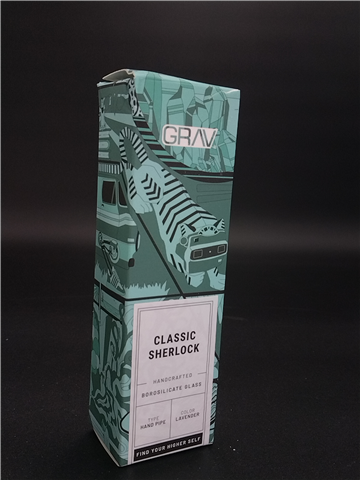 GRAV
CLASSIC
SHERLOCK
HANDCRAFTED
BOROSILICATE GLASS
TYPE
HAND PIPE
COLOR
LAVENDER
FIND YOUR HIGHER SELF